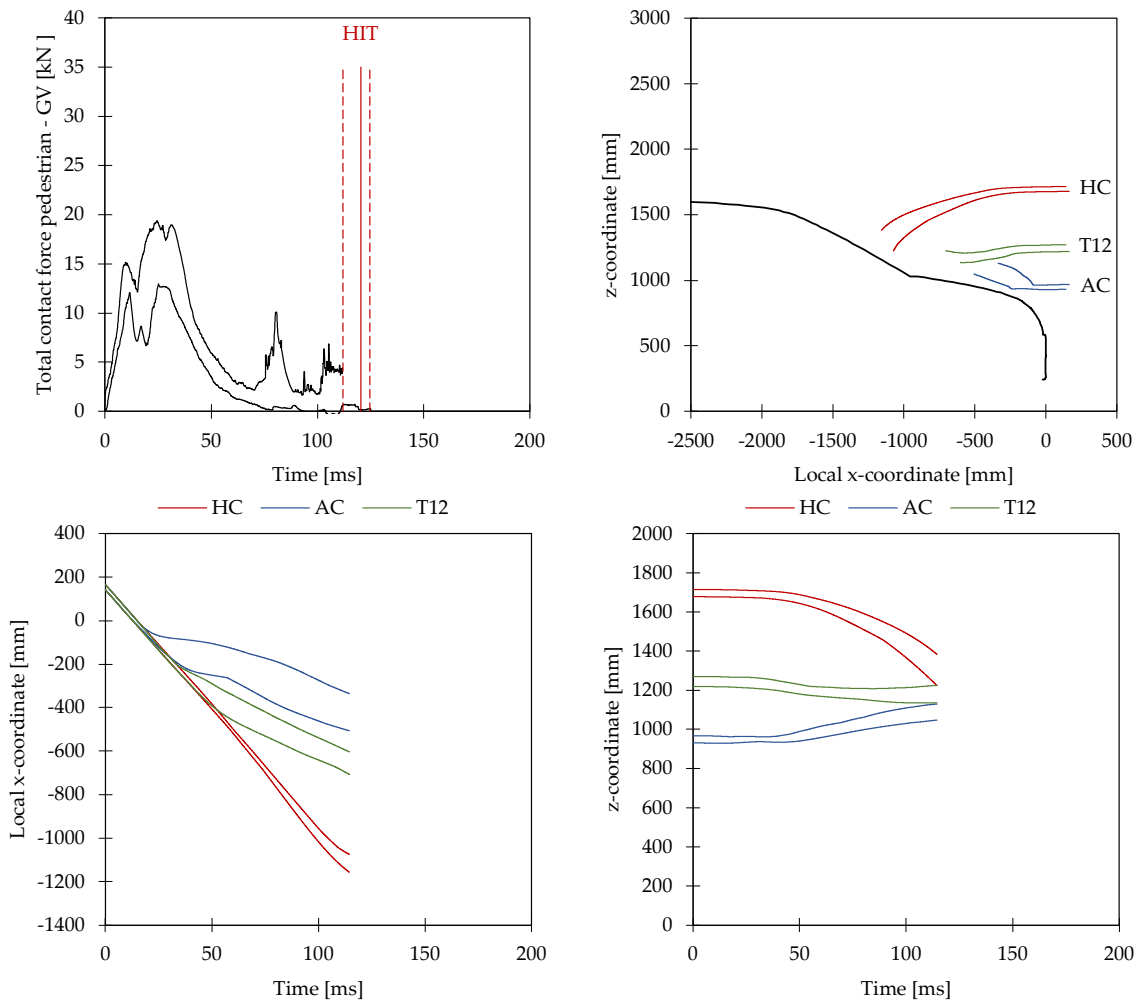 Total contact force pedestrian - GV [kN]
40
35
30
25
20
15
10
5
0
HIT
0 50 100 150 200
Time [ms]
z-coordinate [mm]
3000
2500
2000
1500
1000
500
0
HC
T12
AC
-2500 -2000 -1500 -1000 -500 0 500
Local x-coordinate [mm]
HC AC T12
Local x-coordinate [mm]
400
200
0
-200
-400
-600
-800
-1000
-1200
-1400
0 50 100 150 200
Time [ms]
HC AC T12
z-coordinate [mm]
2000
1800
1600
1400
1200
1000
800
600
400
200
0
0 50 100 150 200
Time [ms]